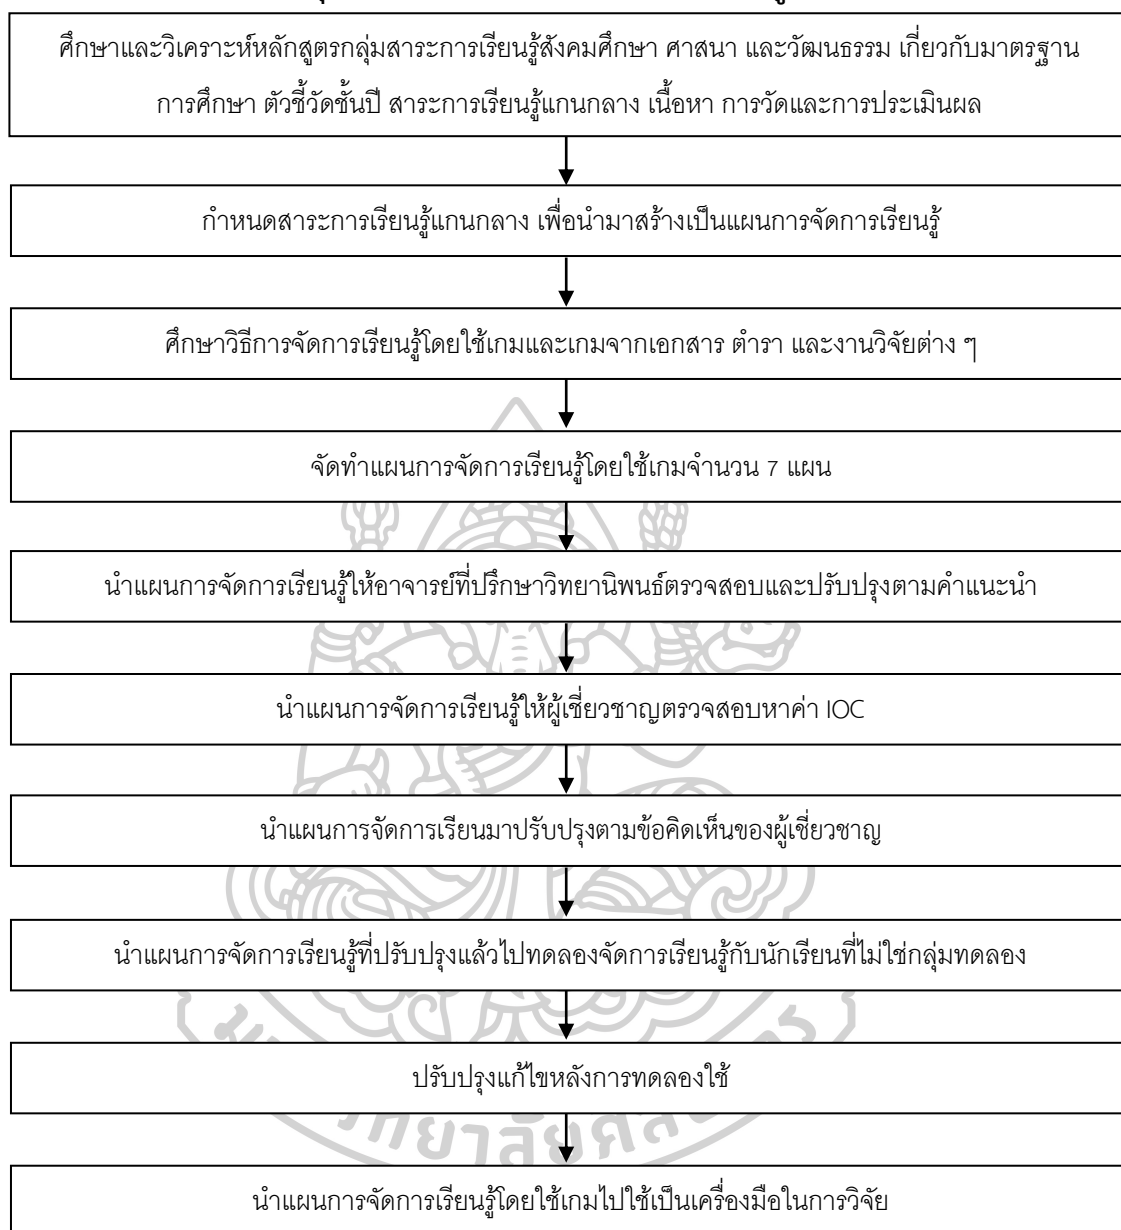 ศึกษาและวิเคราะห์หลักสูตรกลุ่มสาระการเรียนรู้สังคมศึกษา ศาสนา และวัฒนธรรม เกี่ยวกับมาตรฐาน
การศึกษา ตัวชี้วัดชั้นปี สาระการเรียนรู้แกนกลาง เนื้อหา การวัดและการประเมินผล
กำหนดสาระการเรียนรู้แกนกลาง เพื่อนำมาสร้างเป็นแผนการจัดการเรียนรู้
ศึกษาวิธีการจัดการเรียนรู้โดยใช้เกมและเกมจากเอกสาร ตำรา และงานวิจัยต่าง ๆ
จัดทำแผนการจัดการเรียนรู้โดยใช้เกมจำนวน 7 แผน
นำแผนการจัดการเรียนรู้ให้อาจารย์ที่ปรึกษาวิทยานิพนธ์ตรวจสอบและปรับปรุงตามคำแนะนำ
นำแผนการจัดการเรียนรู้ให้ผู้เชี่ยวชาญตรวจสอบหาค่า IOC
นำแผนการจัดการเรียนมาปรับปรุงตามข้อคิดเห็นของผู้เชี่ยวชาญ
นำแผนการจัดการเรียนรู้ที่ปรับปรุงแล้วไปทดลองจัดการเรียนรู้กับนักเรียนที่ไม่ใช่กลุ่มทดลอง
ปรับปรุงแก้ไขหลังการทดลองใช้
นำแผนการจัดการเรียนรู้โดยใช้เกมไปใช้เป็นเครื่องมือในการวิจัย